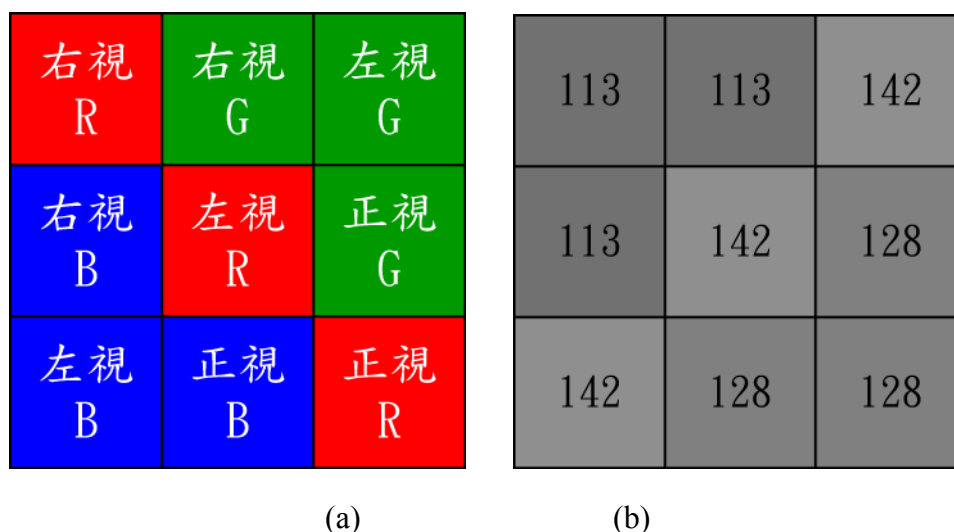 右視 右視 左視
R G G
右視 左視 正視
B R G
左視 正視 正視
B B R
113 113 142
113 142 128
142 128 128
(a) (b)